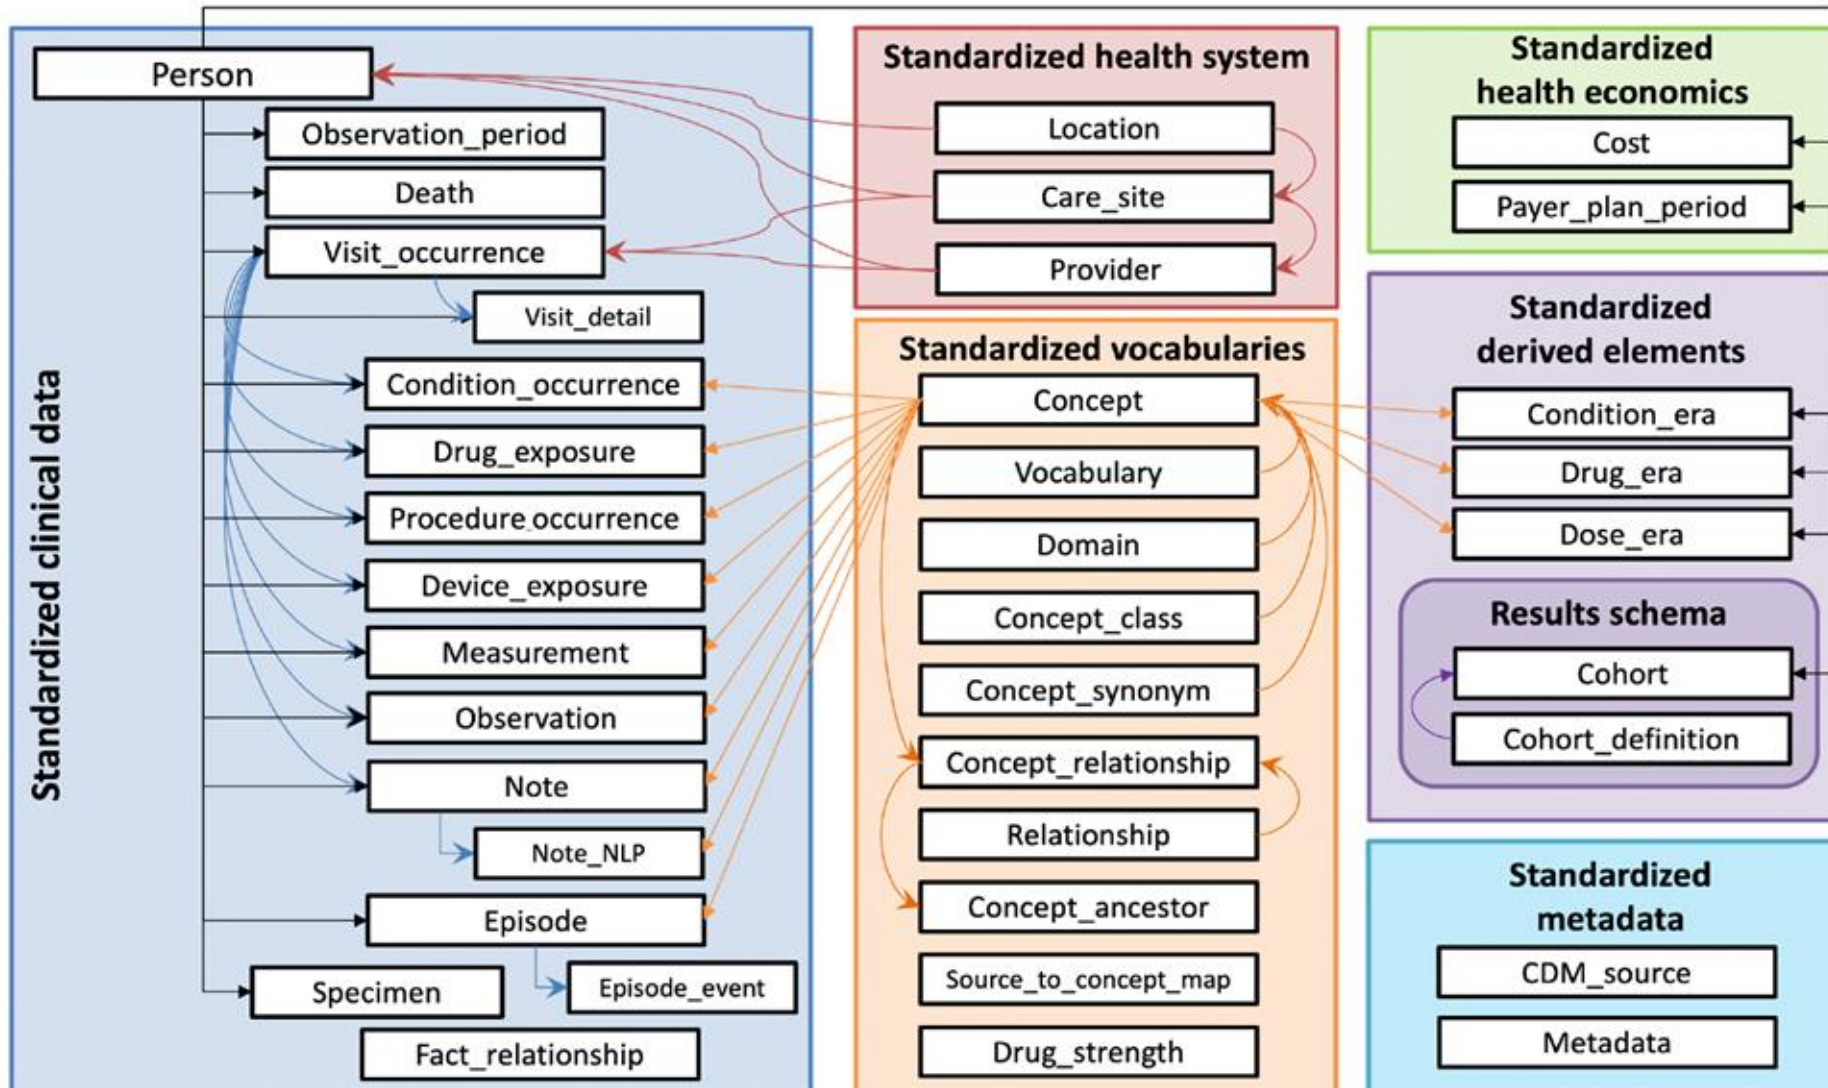 Standardized clinical data
Person
Observation_period
Death
Visit_occurrence
Visit_detail
Condition_occurrence
Drug_exposure
Procedure_occurrence
Device_exposure
Measurement
Observation
Note
Note_NLP
Episode
Episode_event
Specimen
Fact_relationship
Standardized health system
Location
Care_site
Provider
Standardized vocabularies
Concept
Vocabulary
Domain
Concept_class
Concept_synonym
Concept_relationship
Relationship
Concept_ancestor
Source_to_concept_map
Drug_strength
Standardized
health economics
Cost
Payer_plan_period
Standardized
derived elements
Condition_era
Drug_era
Dose_era
Results schema
Cohort
Cohort_definition
Standardized
metadata
CDM_source
Metadata